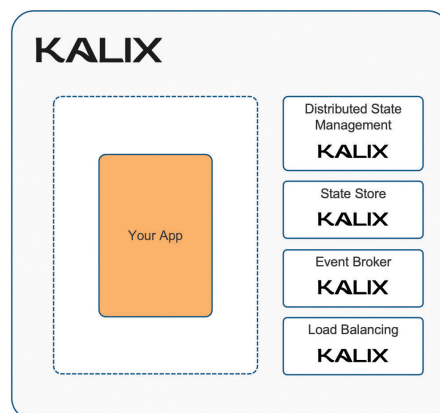 KALIX
Your App
Distributed State
Management
KALIX
State Store
KALIX
Event Broker
KALIX
Load Balancing
KALIX